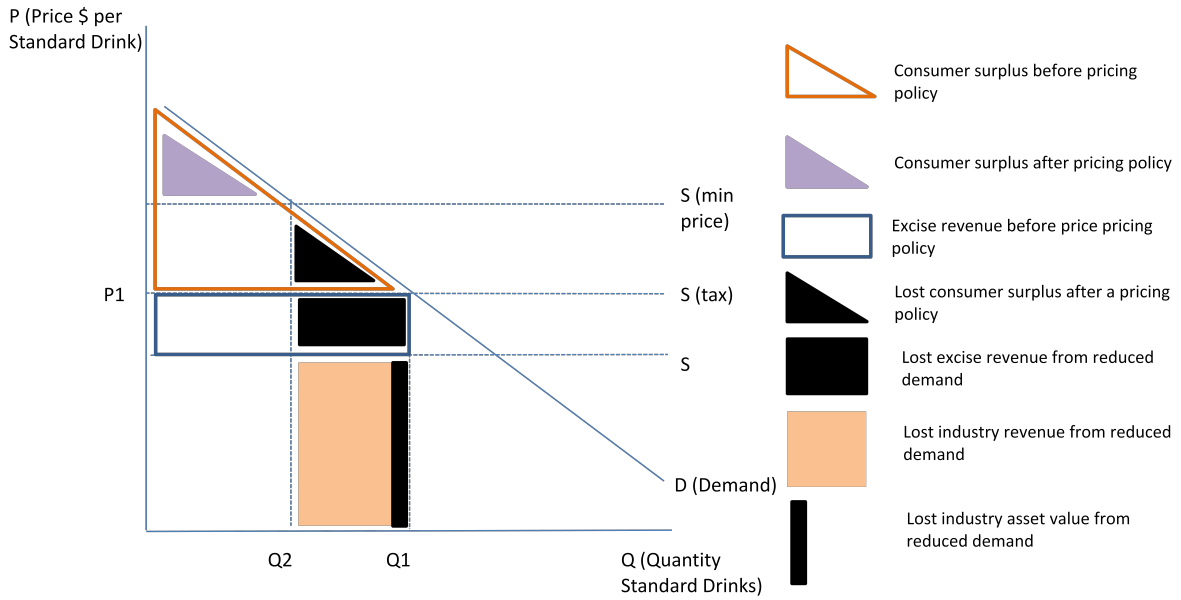 P (Price $ per
Standard Drink)
P1
S (min
price)
S (tax)
S
D (Demand)
Q2
Q1
Q (Quantity
Standard Drinks)
Consumer surplus before pricing
policy
Consumer surplus after pricing policy
Excise revenue before price pricing
policy
Lost consumer surplus after a pricing
policy
Lost excise revenue from reduced
demand
Lost industry revenue from reduced
demand
Lost industry asset value from
reduced demand